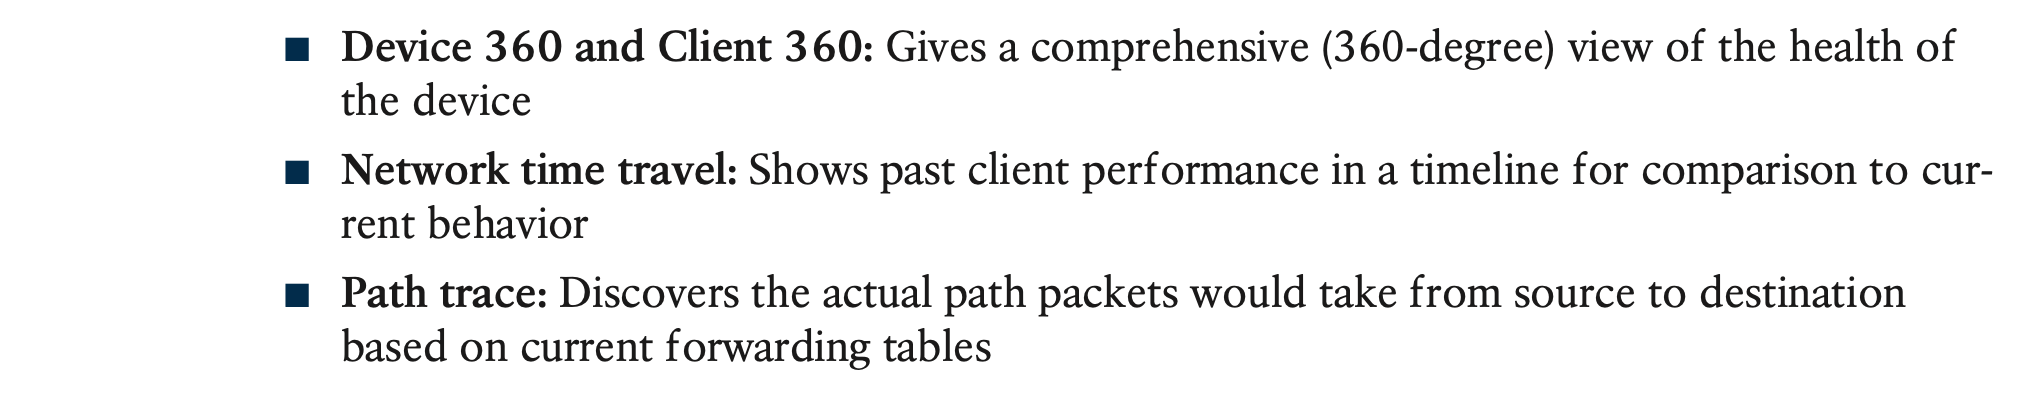 ■ Device 360 and Client 360: Gives a comprehensive (360-degree) view of the health of
the device
■ Network time travel: Shows past client performance in a timeline for comparison to cur-
rent behavior
■ Path trace: Discovers the actual path packets would take from source to destination
based on current forwarding tables